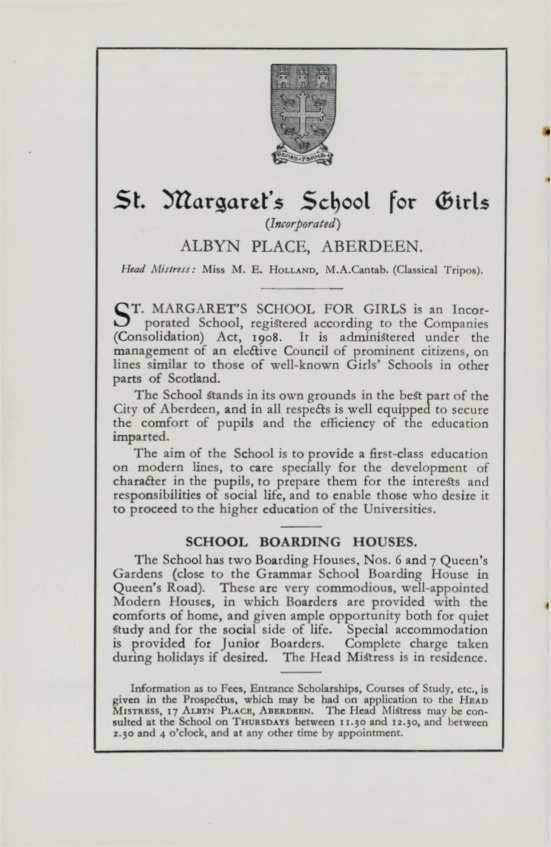 St. Margaret's School for Girls
(Incorporated)
ALBYN PLACE, ABERDEEN.
Head Mistress: Miss M. E. HOLLAND, M.A.Cantab. (Classical Tripos).
ST. MARGARET'S SCHOOL FOR GIRLS is an Incor-
porated School, registered according to the Companies
(Consolidation) Act, 1908. It is administered under the
management of an elective Council of prominent citizens, on
lines similar to those of well-known Girls' Schools in other
parts of Scotland.
The School stands in its own grounds in the best part of the
City of Aberdeen, and in all respects is well equipped to secure
the comfort of pupils and the efficiency of the education
imparted.
The aim of the School is to provide a first-class education
on modern lines, to care specially for the development of
character in the pupils, to prepare them for the interests and
responsibilities of social life, and to enable those who desire it
to proceed to the higher education of the Universities.
SCHOOL BOARDING HOUSES.
The School has two Boarding Houses, Nos. 6 and 7 Queen's
Gardens (close to the Grammar School Boarding House in
Queen's Road). These are very commodious, well-appointed
Modern Houses, in which Boarders are provided with the
comforts of home, and given ample opportunity both for quiet
study and for the social side of life. Special accommodation
is provided for Junior Boarders. Complete charge taken
during holidays if desired. The Head Mistress is in residence.
Information as to Fees, Entrance Scholarships, Courses of Study, etc., is
given in the Prospectus, which may be had on application to the HEAD
MISTRESS, 17 ALBYN PLACE, ABERDEEN. The Head Mistress may be con-
sulted at the School on THURSDAYS between 11.30 and 12.30, and between
2.30 and 4 o'clock, and at any other time by appointment.